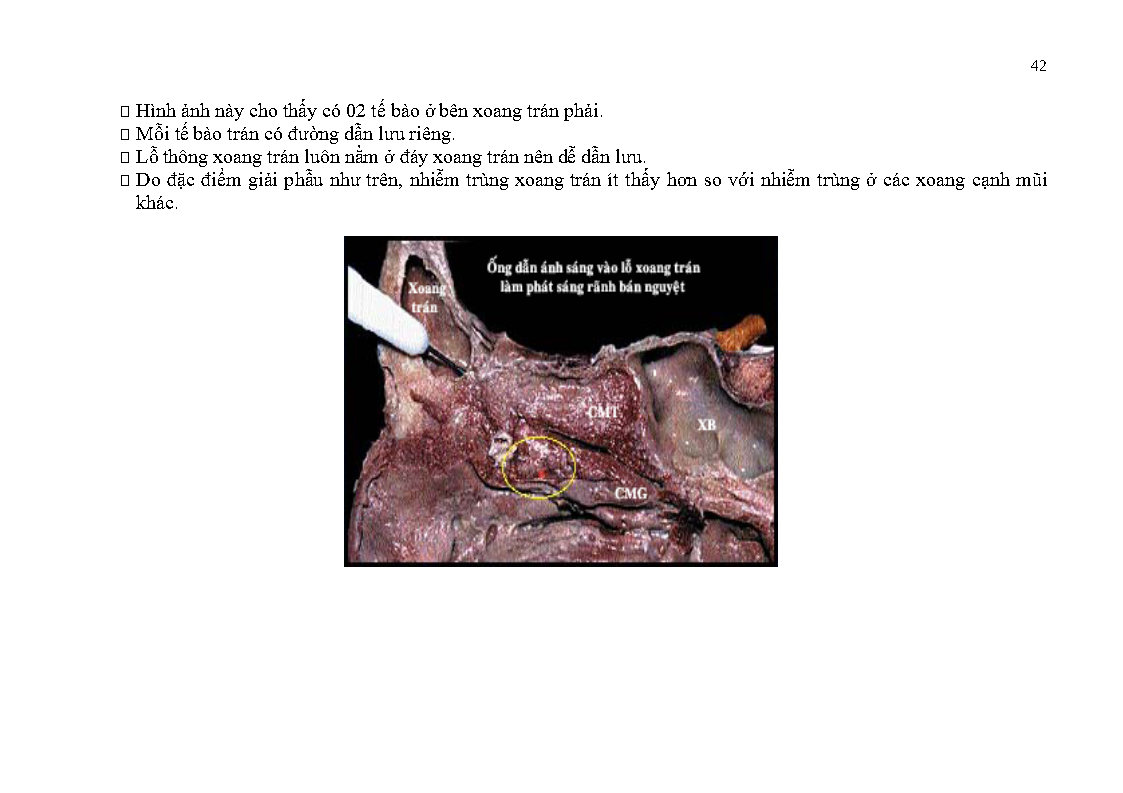 42
Hình ảnh này cho thấy có 02 tế bào ở bên xoang trán phải.
Mỗi tế bào trán có đường dẫn lưu riêng.
Lỗ thông xoang trán luôn nằm ở đáy xoang trán nên dễ dẫn lưu.
Do đặc điểm giải phẫu như trên, nhiễm trùng xoang trán ít thấy hơn so với nhiễm trùng ở các xoang cạnh mũi
khác.
Ống dẫn ánh sáng vào lỗ xoang trán
làm phát sáng rãnh bán nguyệt
Xoang
trán
CMT
XB
CMG